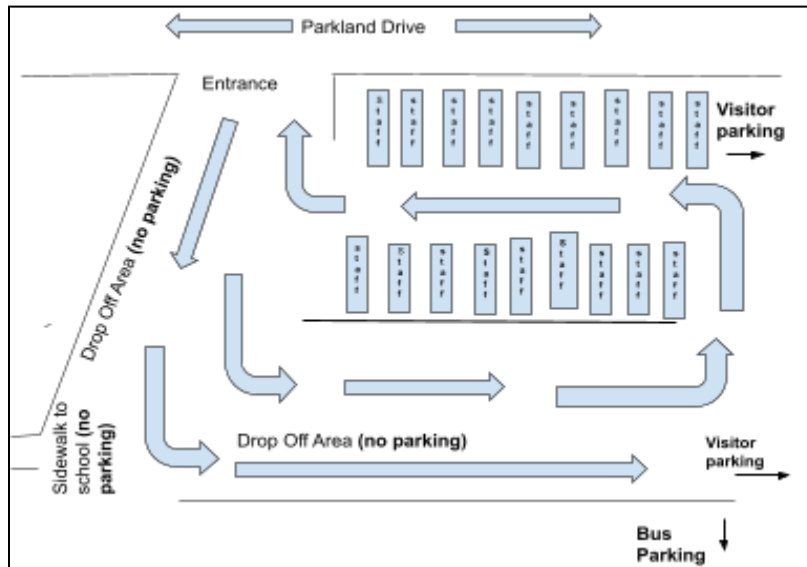 Parkland Drive
Entrance
Staff
staff
staff
staff
staff
staff
staff
staff
staff
Visitor
parking
Drop Off Area (no parking)
staff
Staff
staff
Staff
staff
Staff
staff
staff
staff
Sidewalk to
school (no
parking)
Drop Off Area (no parking)
Visitor
parking
Bus
Parking